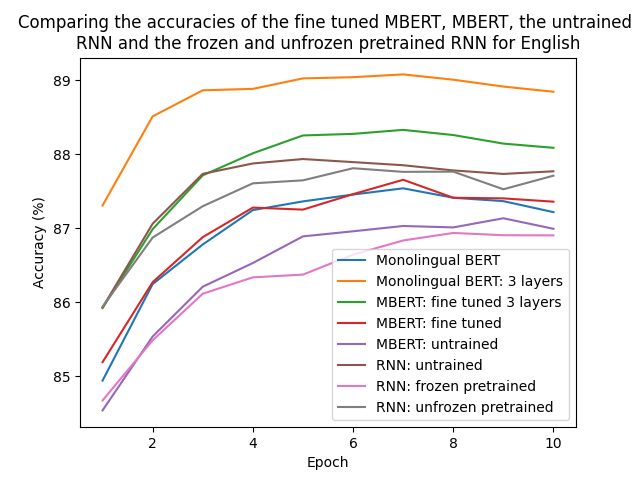 Comparing the accuracies of the fine tuned MBERT, MBERT, the untrained
RNN and the frozen and unfrozen pretrained RNN for English
89
88
87
86
85
Accuracy (%)
Monolingual BERT
Monolingual BERT: 3 layers
MBERT: fine tuned 3 layers
MBERT: fine tuned
MBERT: untrained
RNN: untrained
RNN: frozen pretrained
RNN: unfrozen pretrained
2 4 6 8 10
Epoch